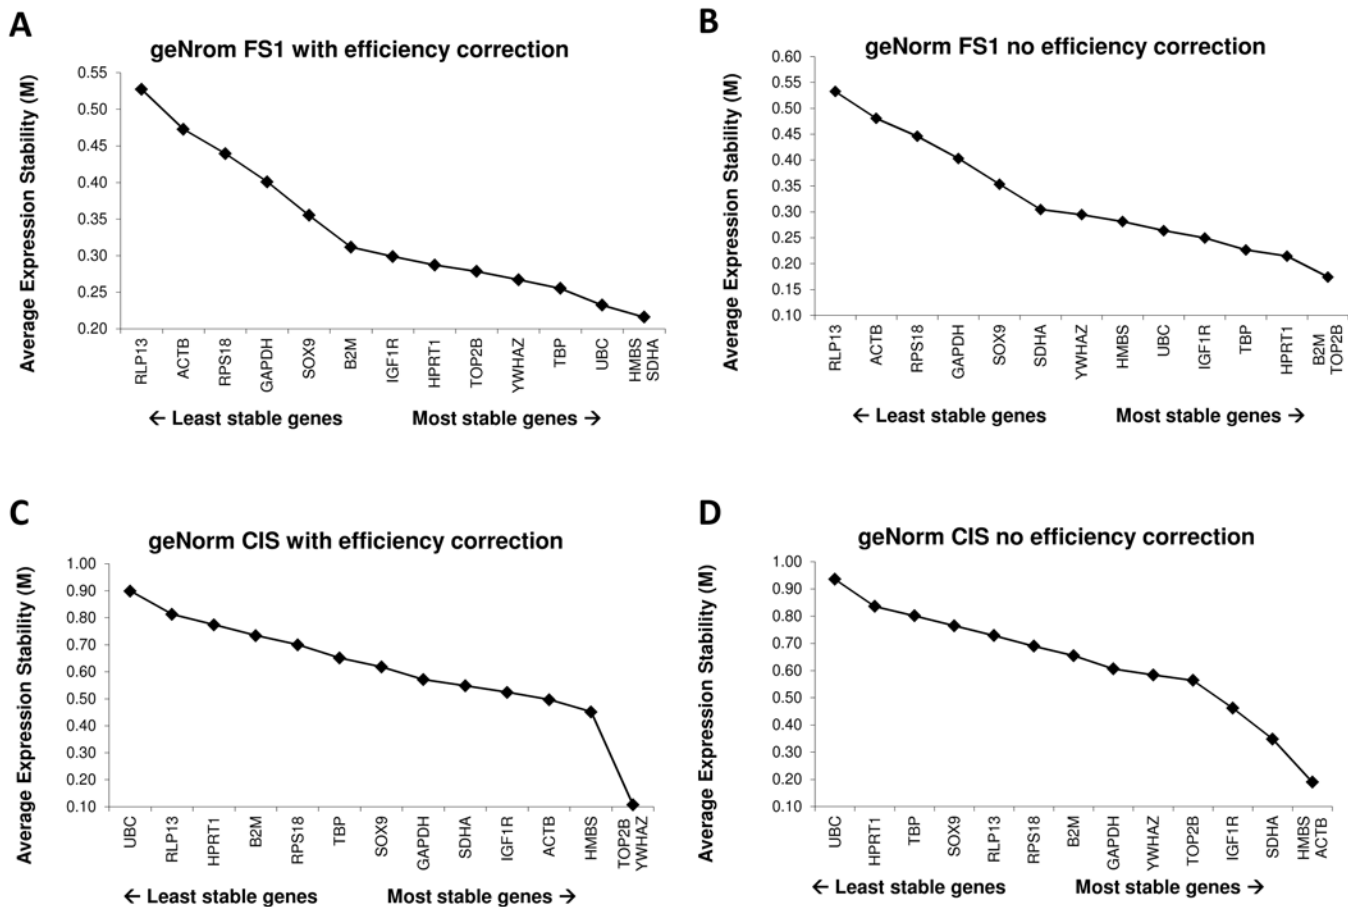 A
geNrom FS1 with efficiency correction
Average Expression Stability (M)
0.55
0.50
0.45
0.40
0.35
0.30
0.25
0.20
RLP13
ACTB
RPS18
GAPDH
SOX9
B2M
IGF1R
HPRT1
TOP2B
YWHAZ
TBP
UBC
HMBS
SDHA
← Least stable genes
Most stable genes →
B
geNorm FS1 no efficiency correction
Average Expression Stability (M)
0.60
0.55
0.50
0.45
0.40
0.35
0.30
0.25
0.20
0.15
0.10
RLP13
ACTB
RPS18
GAPDH
SOX9
SDHA
YWHAZ
HMBS
UBC
IGF1R
TBP
HPRT1
B2M
TOP2B
← Least stable genes
Most stable genes →
C
geNorm CIS with efficiency correction
Average Expression Stability (M)
1.00
0.90
0.80
0.70
0.60
0.50
0.40
0.30
0.20
0.10
UBC
RLP13
HPRT1
B2M
RPS18
TBP
SOX9
GAPDH
SDHA
IGF1R
ACTB
HMBS
TOP2B
YWHAZ
← Least stable genes
Most stable genes →
D
geNorm CIS no efficiency correction
Average Expression Stability (M)
1.00
0.90
0.80
0.70
0.60
0.50
0.40
0.30
0.20
0.10
UBC
HPRT1
TBP
SOX9
RLP13
RPS18
B2M
GAPDH
YWHAZ
TOP2B
IGF1R
SDHA
HMBS
ACTB
← Least stable genes
Most stable genes →